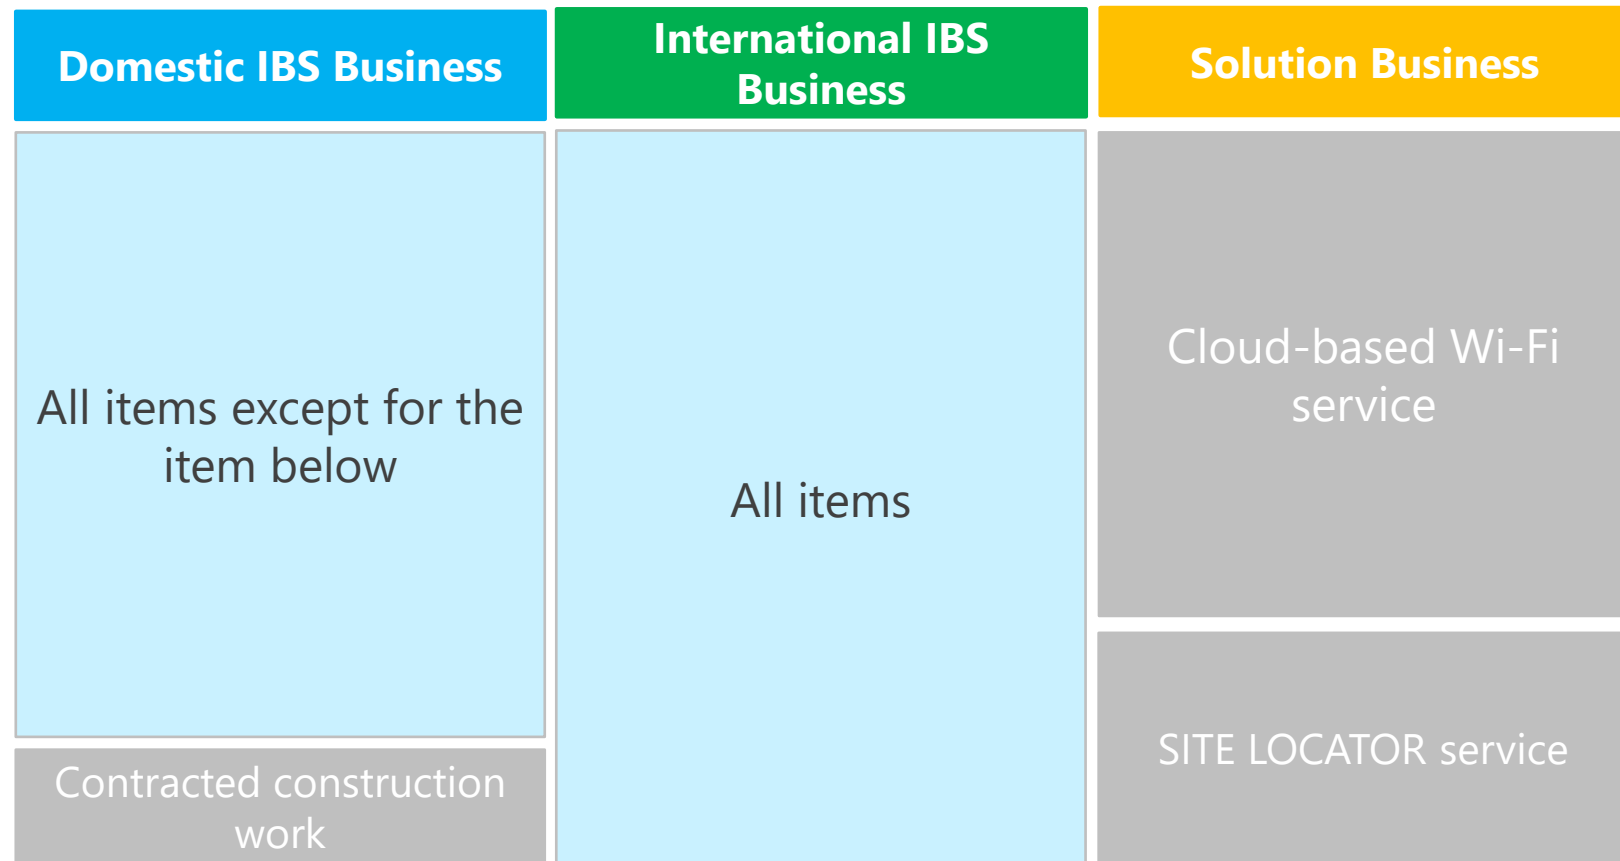 Domestic IBS Business
International IBS
Business
Solution Business
All items except for the
item below
All items
Cloud-based Wi-Fi
service
Contracted construction
work
SITE LOCATOR service